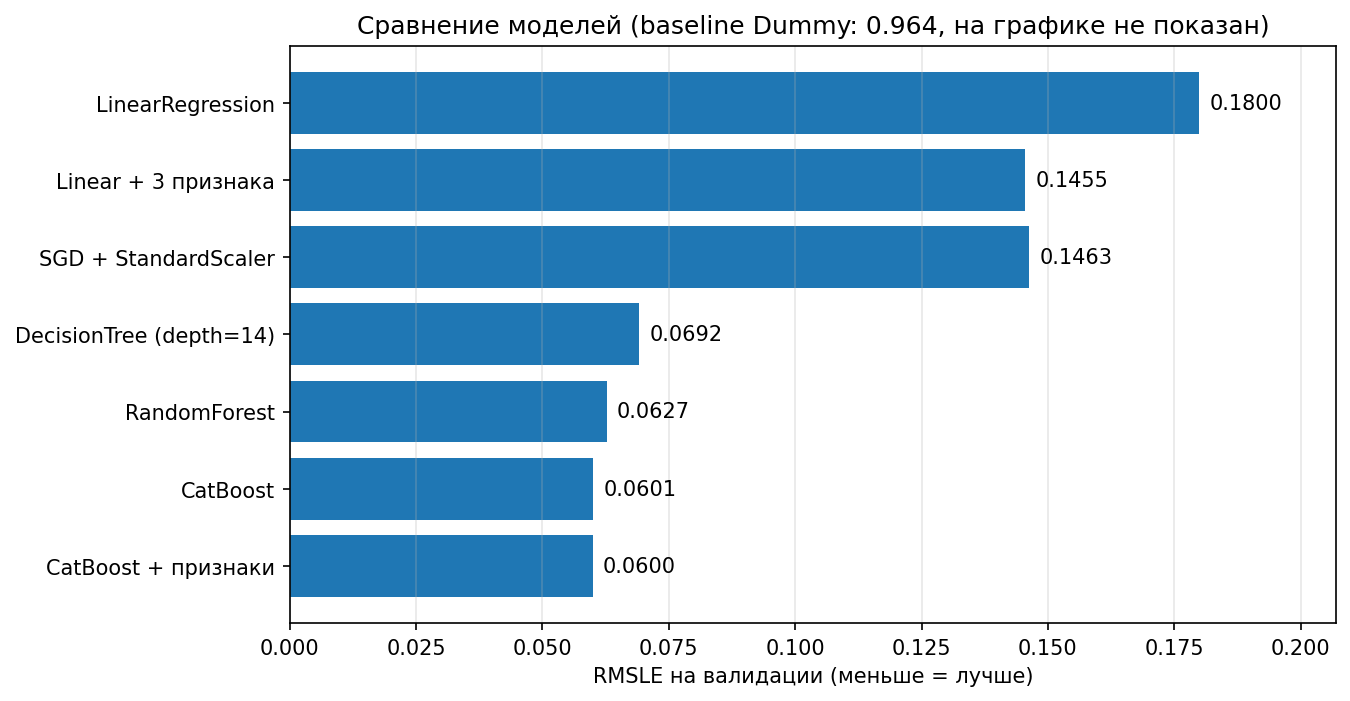 Сравнение моделей (baseline Dummy: 0.964, на графике не показан)
LinearRegression
0.1800
Linear + 3 признака
0.1455
SGD + StandardScaler
0.1463
DecisionTree (depth=14)
0.0692
RandomForest
0.0627
CatBoost
0.0601
CatBoost + признаки
0.0600
0.000 0.025 0.050 0.075 0.100 0.125 0.150 0.175 0.200
RMSLE на валидации (меньше = лучше)